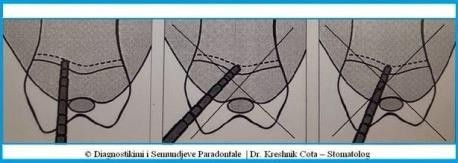 © Diagnostikimi i Semundjeve Paradontale | Dr. Kreshnik Cota – Stomatolog